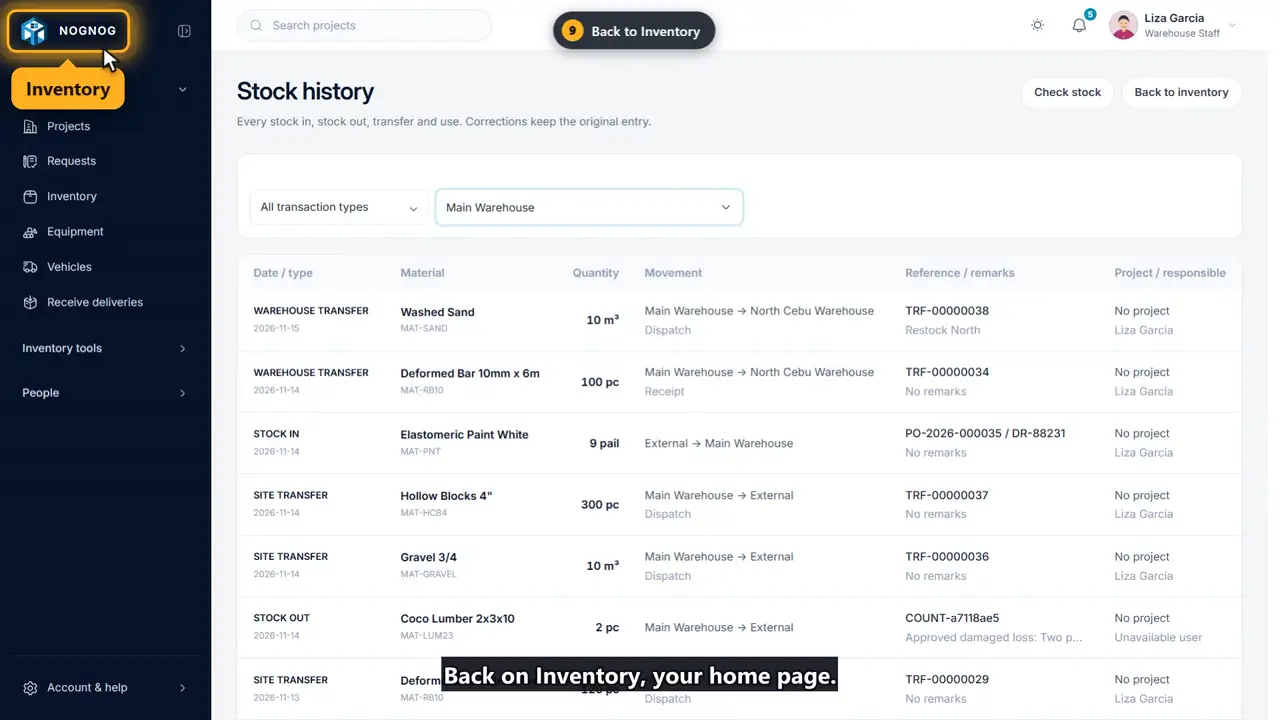 NOGNOG
Search projects
9 Back to Inventory
5
Liza Garcia
Warehouse Staff
Inventory
Projects
Requests
Inventory
Equipment
Vehicles
Receive deliveries
Inventory tools
People
Account & help
Stock history
Every stock in, stock out, transfer and use. Corrections keep the original entry.
Check stock
Back to inventory
All transaction types
Main Warehouse
Date / type Material Quantity Movement Reference / remarks Project / responsible
WAREHOUSE TRANSFER Washed Sand 10 m³ Main Warehouse → North Cebu Warehouse TRF-00000038 No project
2026-11-15 MAT-SAND Dispatch Restock North Liza Garcia
WAREHOUSE TRANSFER Deformed Bar 10mm x 6m 100 pc Main Warehouse → North Cebu Warehouse TRF-00000034 No project
2026-11-14 MAT-RB10 Receipt No remarks Liza Garcia
STOCK IN Elastomeric Paint White 9 pail External → Main Warehouse PO-2026-000035 / DR-88231 No project
2026-11-14 MAT-PNT No remarks Liza Garcia
SITE TRANSFER Hollow Blocks 4" 300 pc Main Warehouse → External TRF-00000037 No project
2026-11-14 MAT-HCB4 Dispatch No remarks Liza Garcia
SITE TRANSFER Gravel 3/4 10 m³ Main Warehouse → External TRF-00000036 No project
2026-11-14 MAT-GRAVEL Dispatch No remarks Liza Garcia
STOCK OUT Coco Lumber 2x3x10 2 pc Main Warehouse → External COUNT-a7118ae5 No project
2026-11-14 MAT-LUM23 Approved damaged loss: Two p... Unavailable user
SITE TRANSFER TRF-00000029 No project
2026-11-13 MAT-RB10 Dispatch No remarks Liza Garcia
Back on Inventory, your home page.